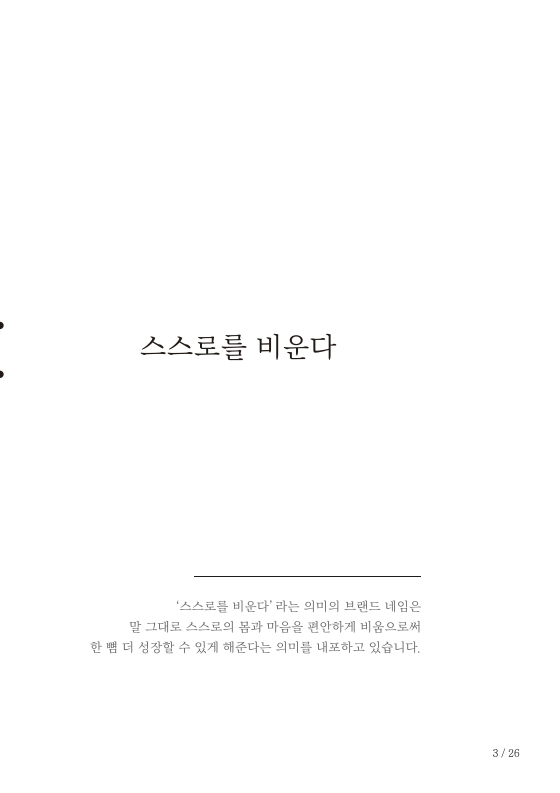 스스로를 비운다
‘스스로를 비운다’ 라는 의미의 브랜드 네임은
말 그대로 스스로의 몸과 마음을 편안하게 비움으로써
한 뼘 더 성장할 수 있게 해준다는 의미를 내포하고 있습니다.
3 / 26